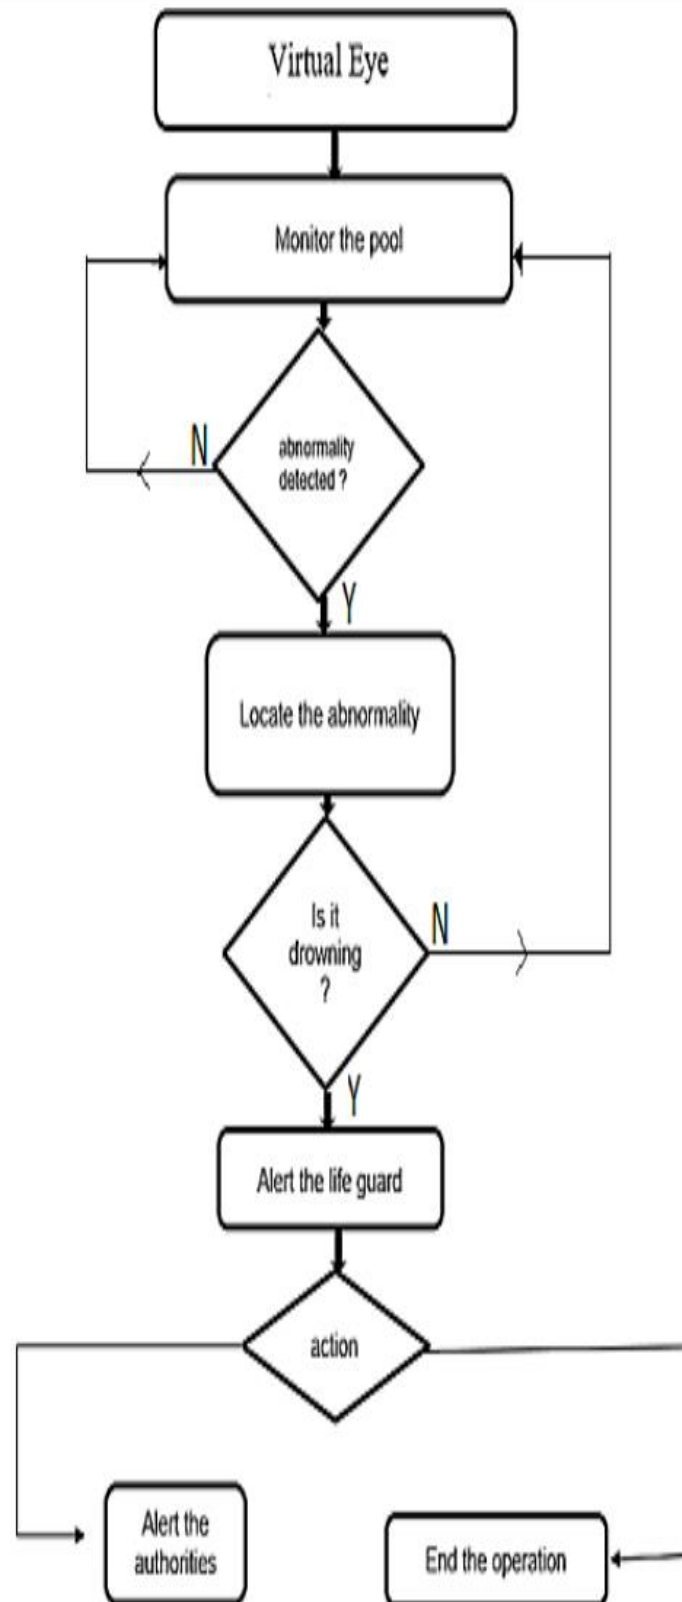 Virtual Eye
Monitor the pool
N
abnormality
detected ?
Y
Locate the abnormality
Is it
drowning
?
N
Y
Alert the life guard
action
Alert the
authorities
End the operation